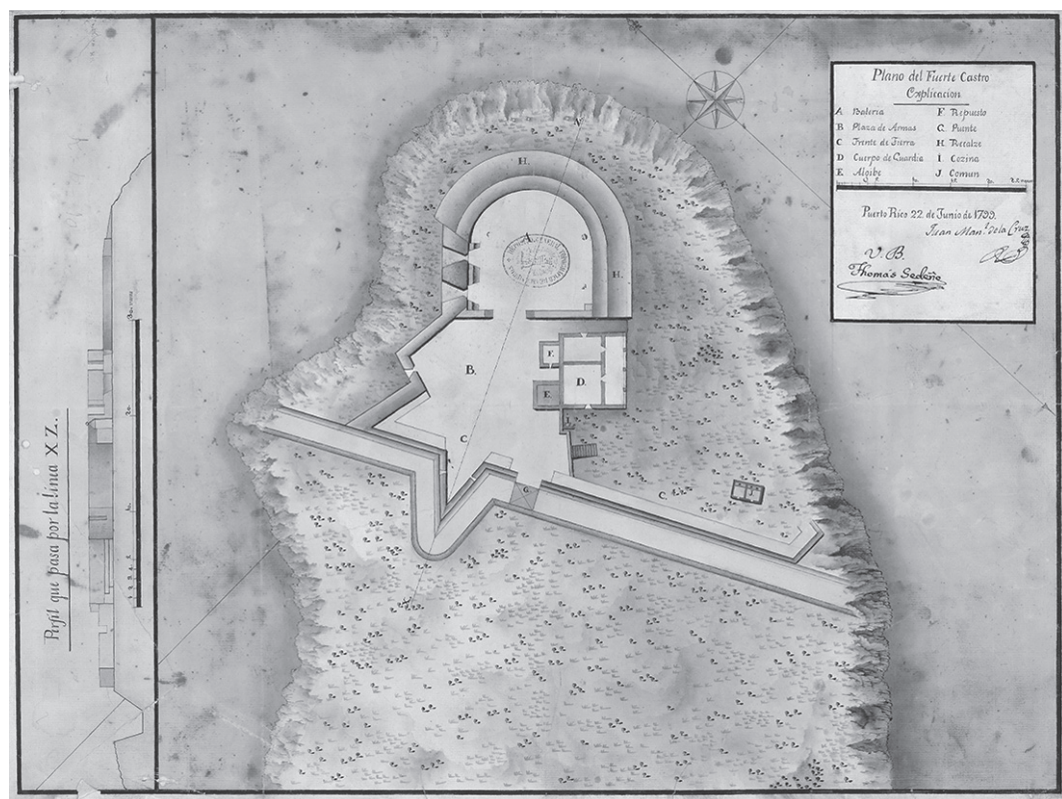 Plano del Fuerte Castro
Explicacion
A Bateria
B Plaza de Armas
C Frente de Tierra
D Cuerpo de Guardia
E Algibe
F Repuesto
G Puente
H Recalze
I Cozina
J Comun
Puerto Rico 22 de Junio de 1799.
Juan Man.l de la Cruz
V. B.
Thomas Sedeño
Perfil que pasa por la linea X Z.
H.
A
H.
B.
F.
D.
E.
C.
G.
C.